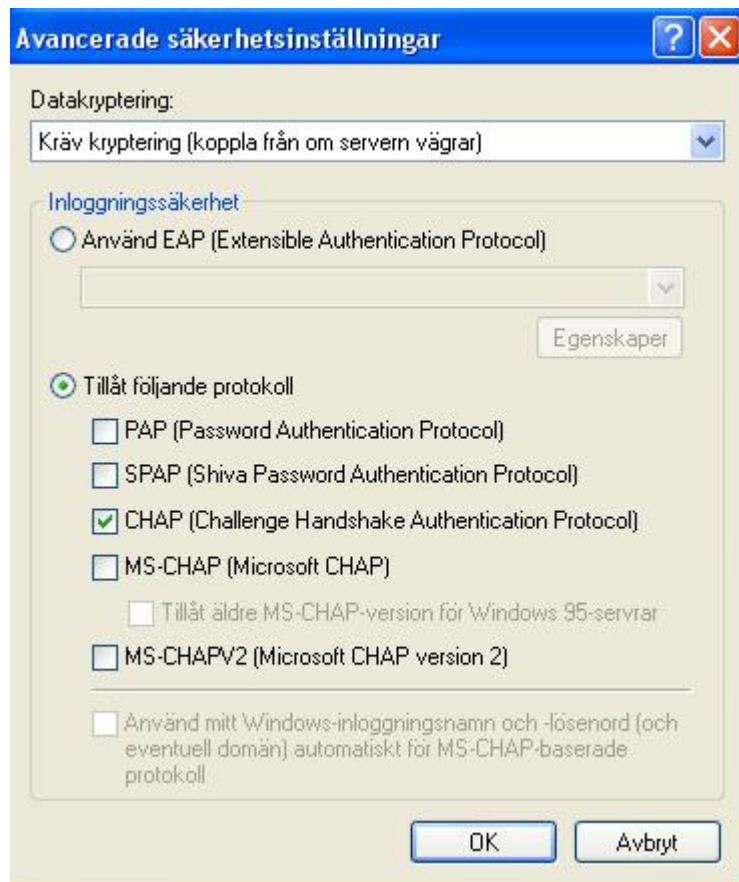 Avancerade säkerhetsinställningar
Datakryptering:
Kräv kryptering (koppla från om servern vägrar)
Inloggningssäkerhet
Använd EAP (Extensible Authentication Protocol)
Egenskaper
Tillåt följande protokoll
PAP (Password Authentication Protocol)
SPAP (Shiva Password Authentication Protocol)
CHAP (Challenge Handshake Authentication Protocol)
MS-CHAP (Microsoft CHAP)
Tillåt äldre MS-CHAP-version för Windows 95-servrar
MS-CHAPV2 (Microsoft CHAP version 2)
Använd mitt Windows-inloggningsnamn och -lösenord (och
eventuell domän) automatiskt för MS-CHAP-baserade
protokoll
OK
Avbryt